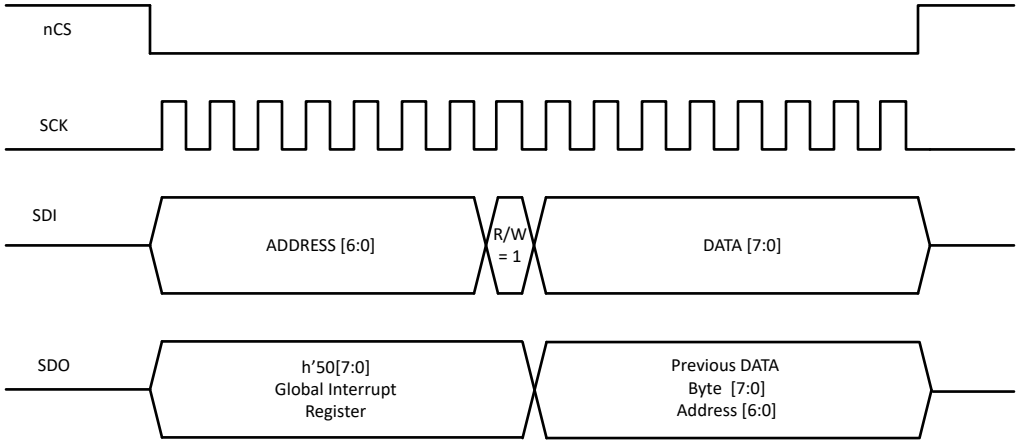 nCS
SCK
SDI
ADDRESS [6:0]
R/W
= 1
DATA [7:0]
SDO
h'50[7:0]
Global Interrupt
Register
Previous DATA
Byte [7:0]
Address [6:0]